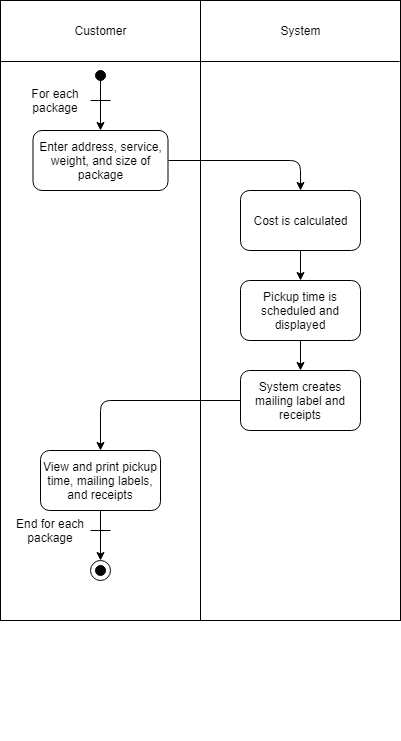 Customer
System
For each
package
Enter address, service,
weight, and size of
package
Cost is calculated
Pickup time is
scheduled and
displayed
System creates
mailing label and
receipts
View and print pickup
time, mailing labels,
and receipts
End for each
package